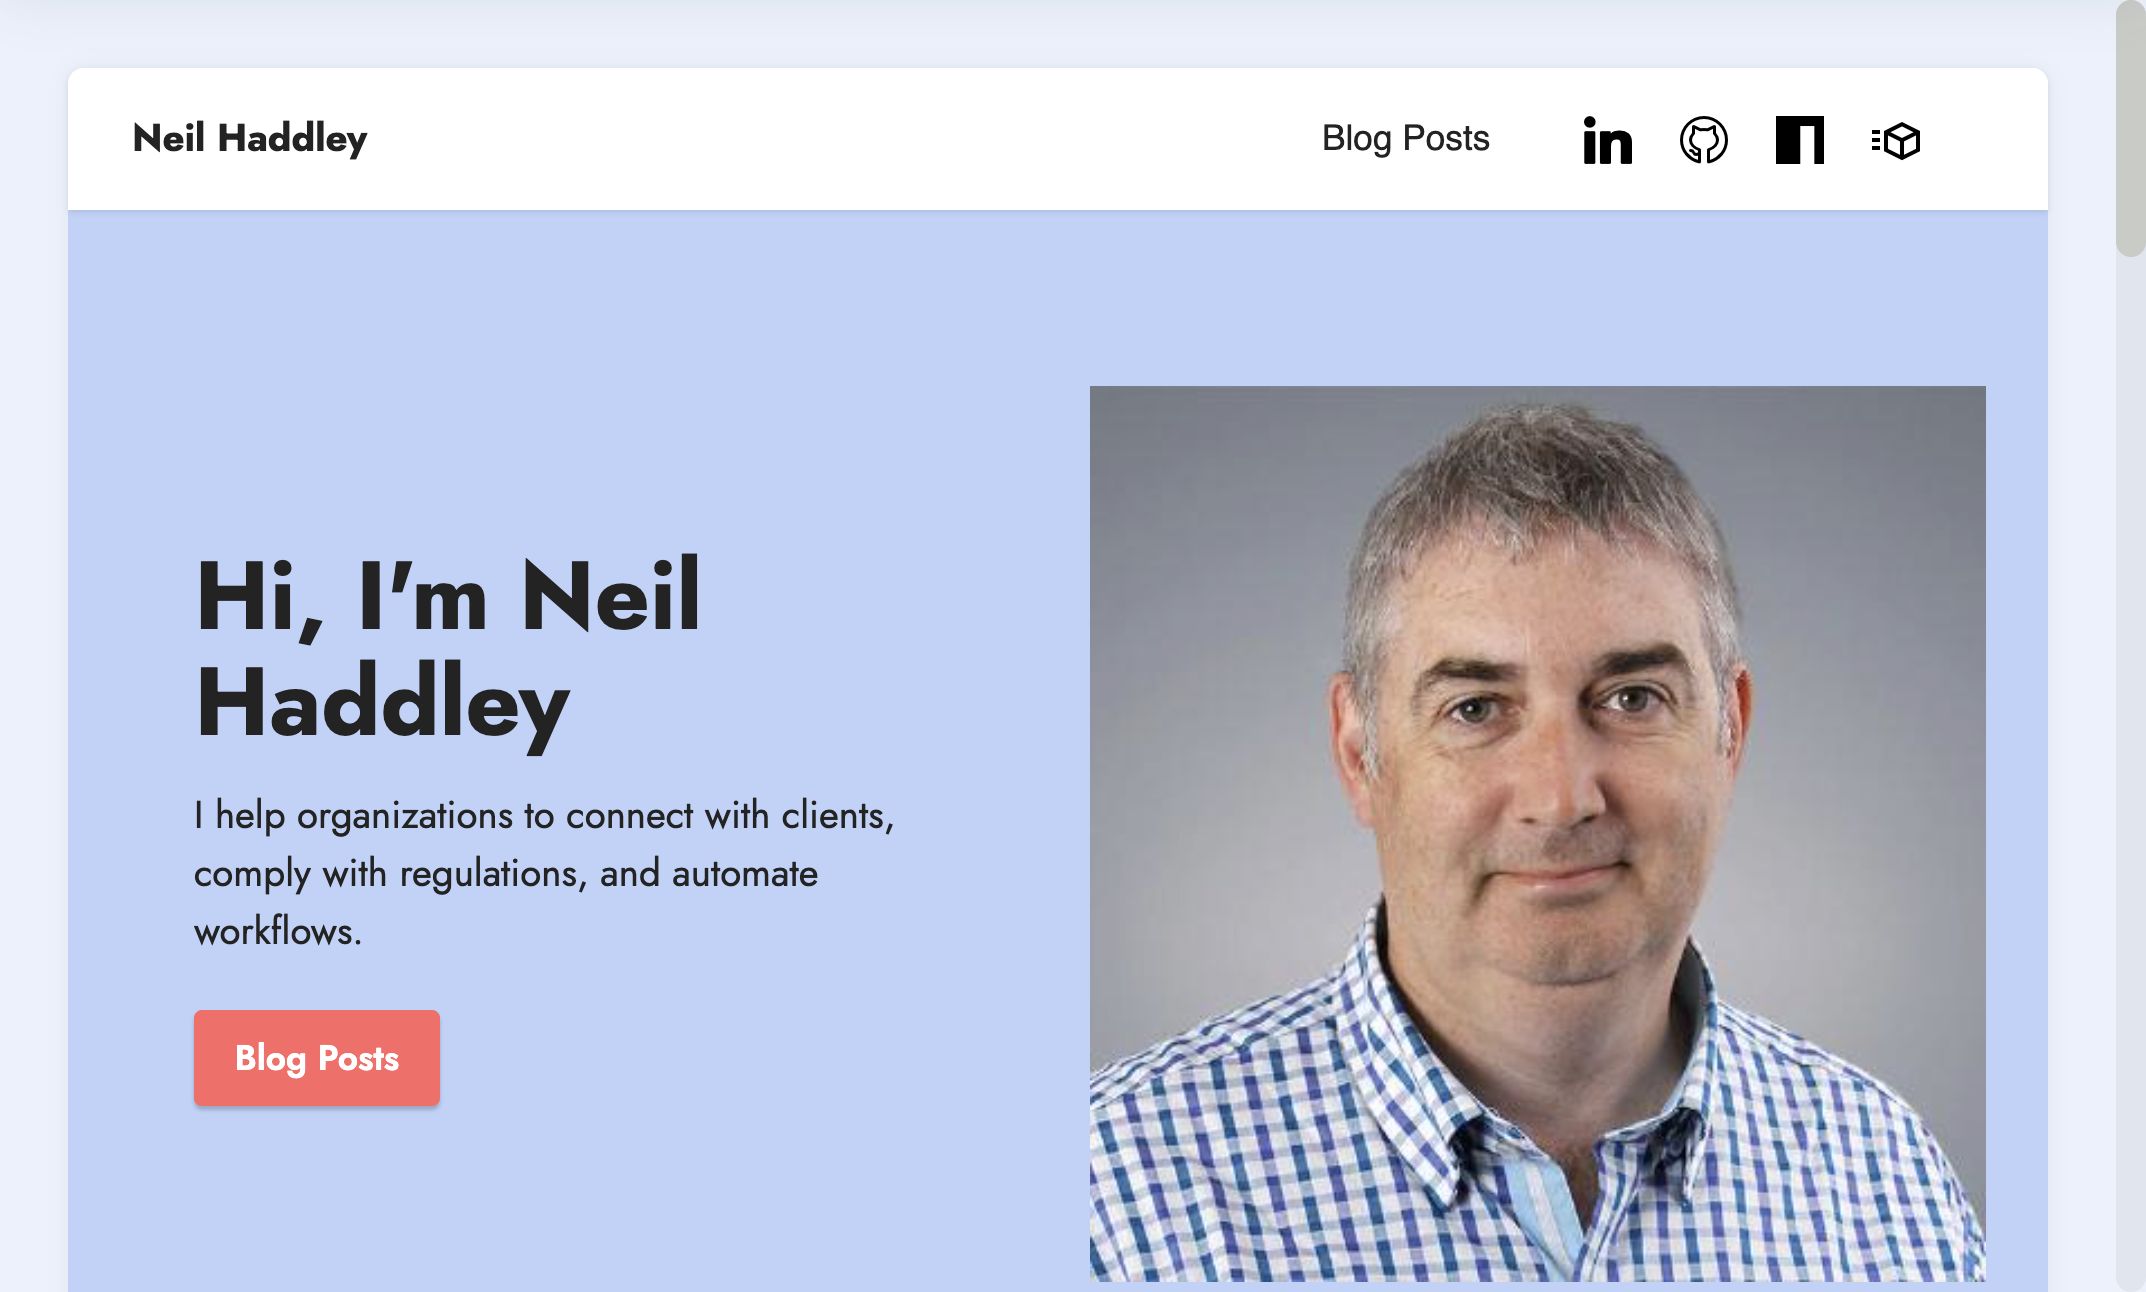 Neil Haddley
Blog Posts
Hi, I'm Neil
Haddley
I help organizations to connect with clients,
comply with regulations, and automate
workflows.
Blog Posts